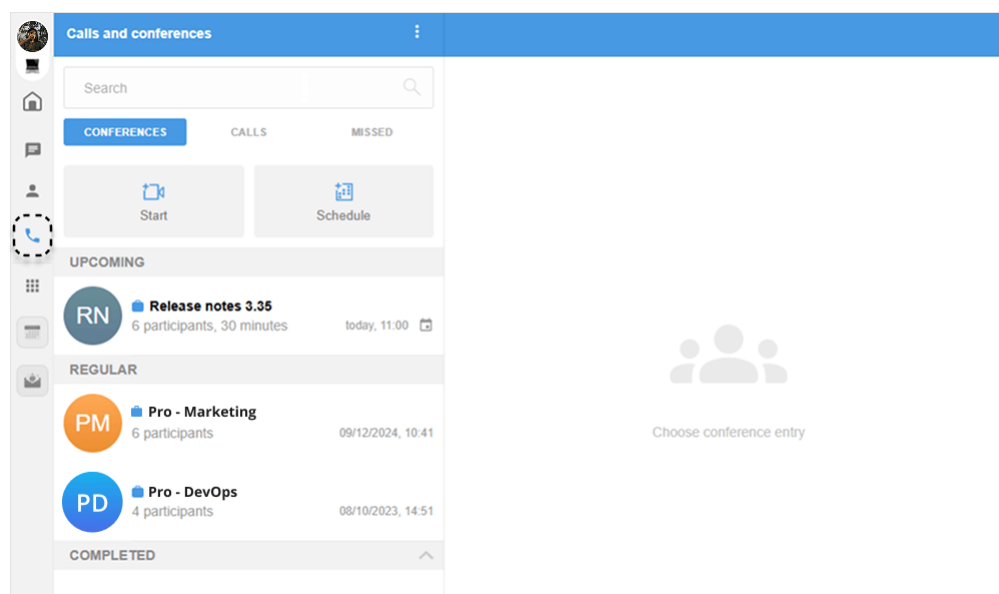 Calls and conferences
Search
CONFERENCES CALLS MISSED
Start Schedule
UPCOMING
RN Release notes 3.35
6 participants, 30 minutes today, 11:00
REGULAR
PM Pro - Marketing
6 participants 09/12/2024, 10:41
PD Pro - DevOps
4 participants 08/10/2023, 14:51
COMPLETED
Choose conference entry